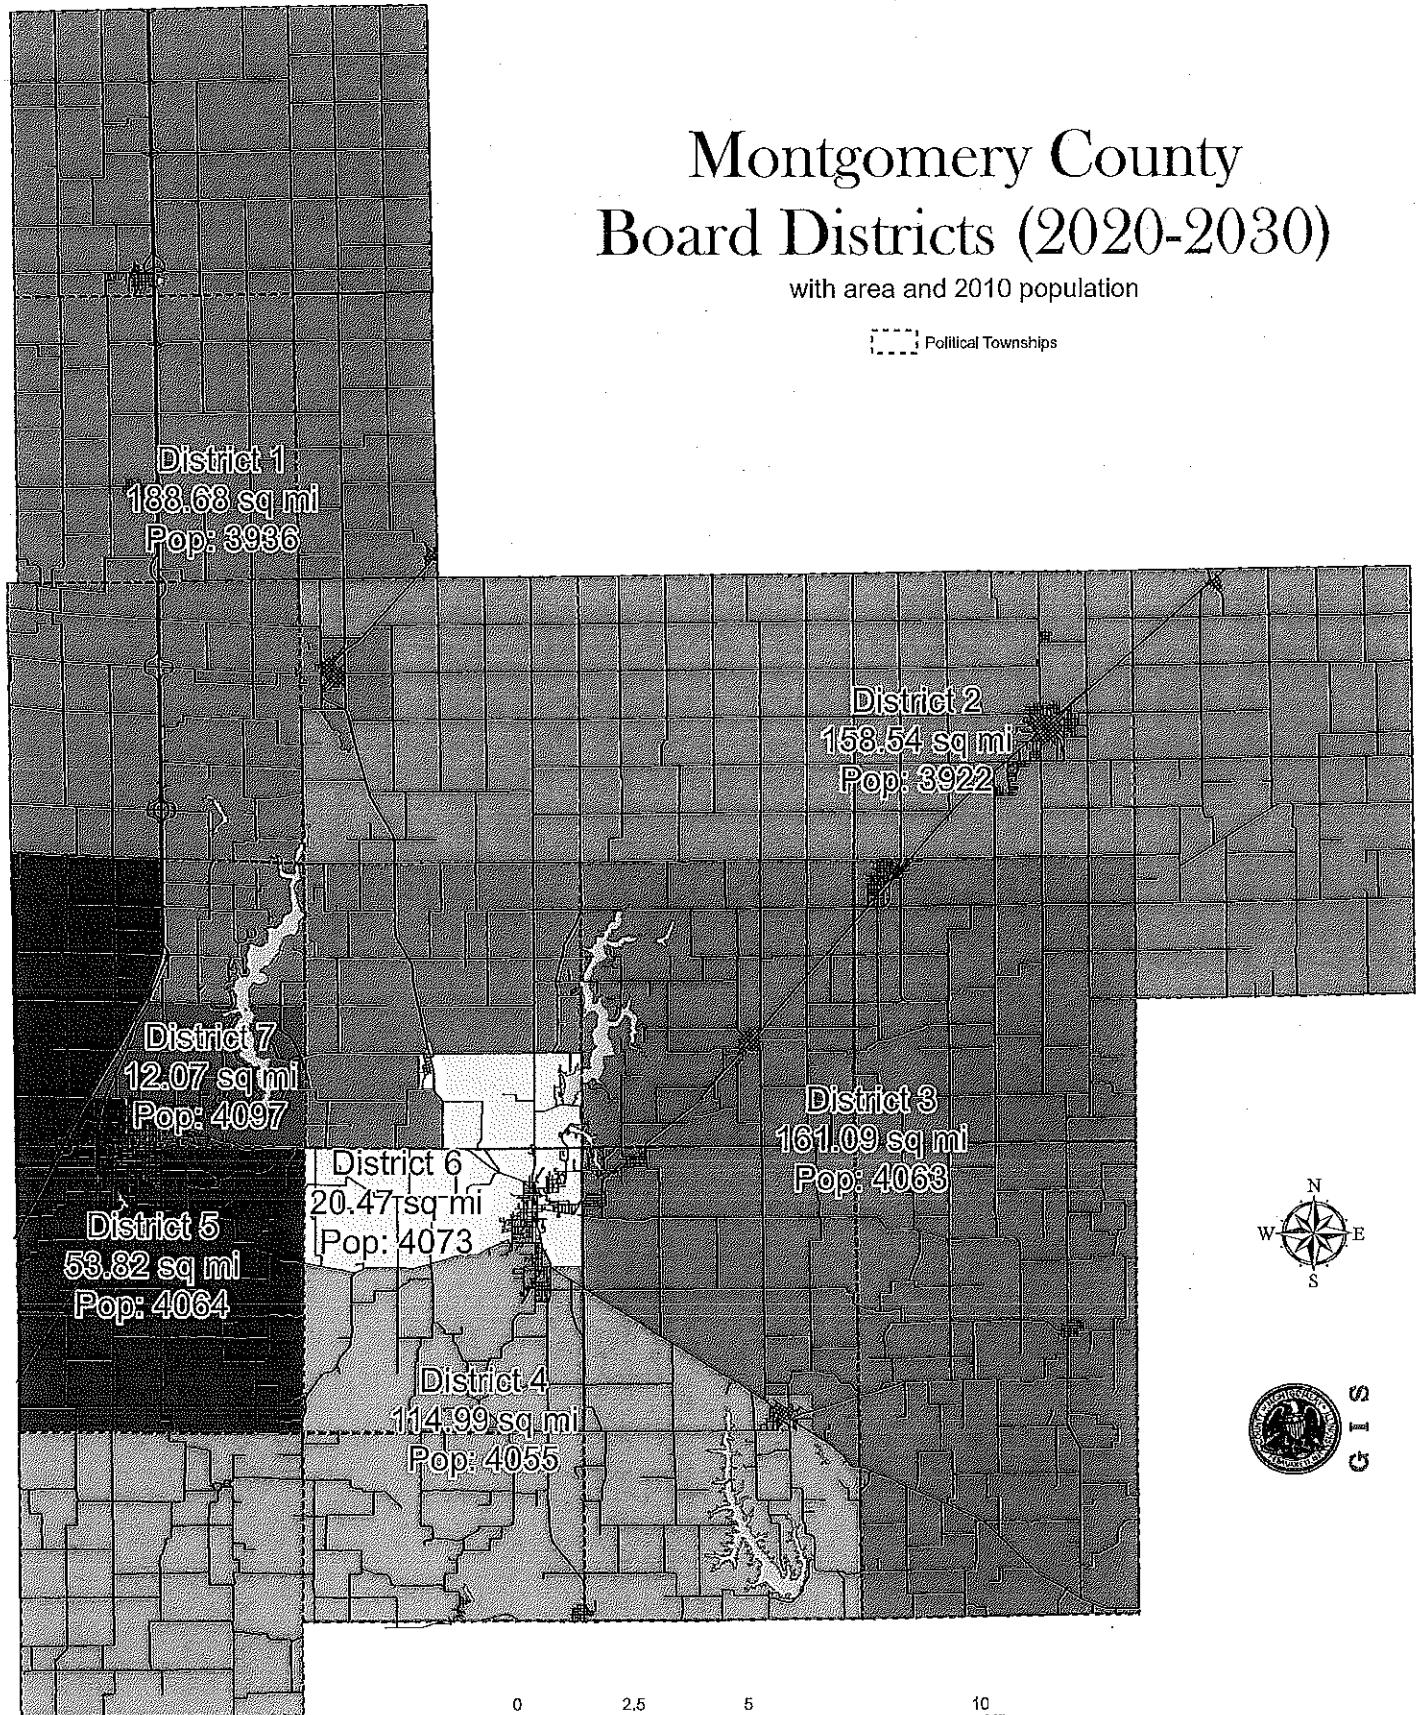 Montgomery County
Board Districts (2020-2030)
with area and 2010 population
Political Townships
District 1
188.68 sq mi
Pop: 3936
District 2
158.54 sq mi
Pop: 3922
District 7
12.07 sq mi
Pop: 4097
District 3
161.09 sq mi
Pop: 4063
District 6
20.47 sq mi
Pop: 4073
District 5
53.82 sq mi
Pop: 4064
District 4
114.99 sq mi
Pop: 4055
N
W E
S
GIS
0 2.5 5 10